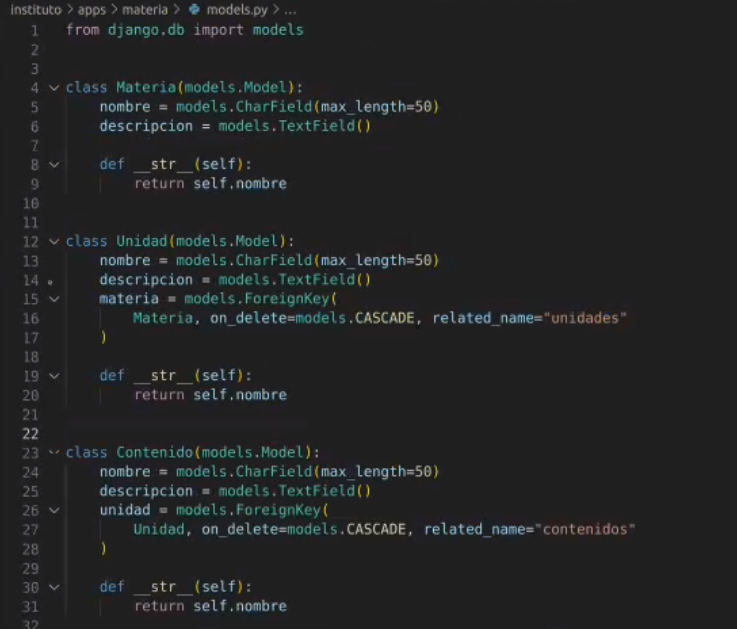 instituto > apps > materia > models.py > ...
1 from django.db import models
2
3
4 class Materia(models.Model):
5     nombre = models.CharField(max_length=50)
6     descripcion = models.TextField()
7
8     def __str__(self):
9         return self.nombre
10
11
12 class Unidad(models.Model):
13     nombre = models.CharField(max_length=50)
14     descripcion = models.TextField()
15     materia = models.ForeignKey(
16         Materia, on_delete=models.CASCADE, related_name="unidades"
17     )
18
19     def __str__(self):
20         return self.nombre
21
22
23 class Contenido(models.Model):
24     nombre = models.CharField(max_length=50)
25     descripcion = models.TextField()
26     unidad = models.ForeignKey(
27         Unidad, on_delete=models.CASCADE, related_name="contenidos"
28     )
29
30     def __str__(self):
31         return self.nombre
32